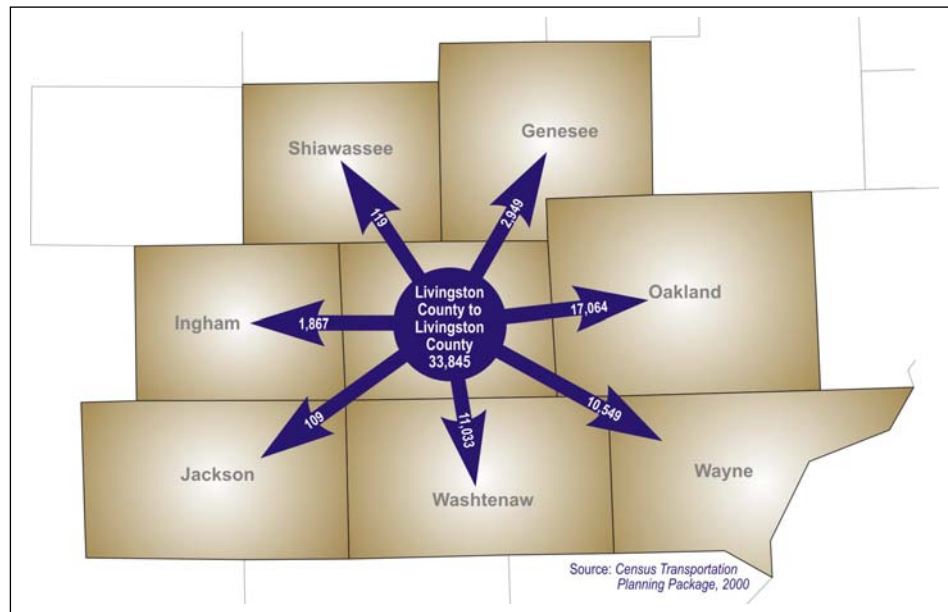 Genesee
Shiawassee
119
2,949
Livingston
County to
Livingston
County
33,845
Oakland
17,064
Ingham
1,867
10,549
109
11,033
Jackson
Washtenaw
Wayne
Source: Census Transportation
Planning Package, 2000